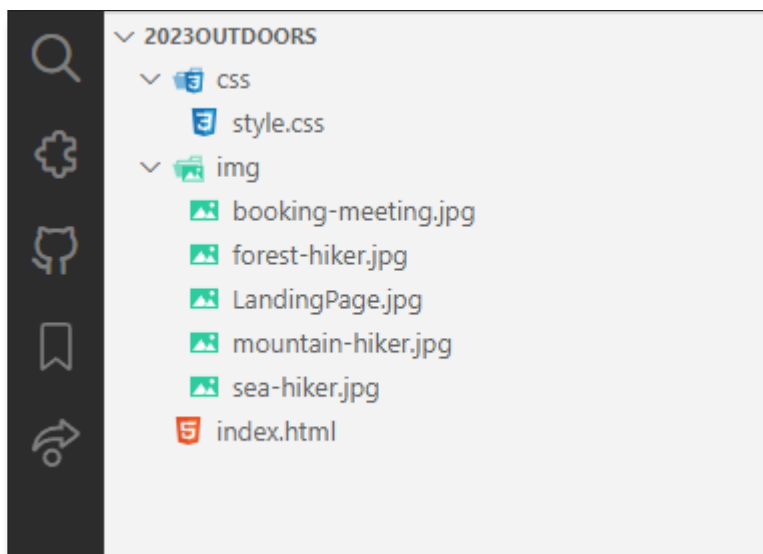 2023OUTDOORS
css
style.css
img
booking-meeting.jpg
forest-hiker.jpg
LandingPage.jpg
mountain-hiker.jpg
sea-hiker.jpg
index.html